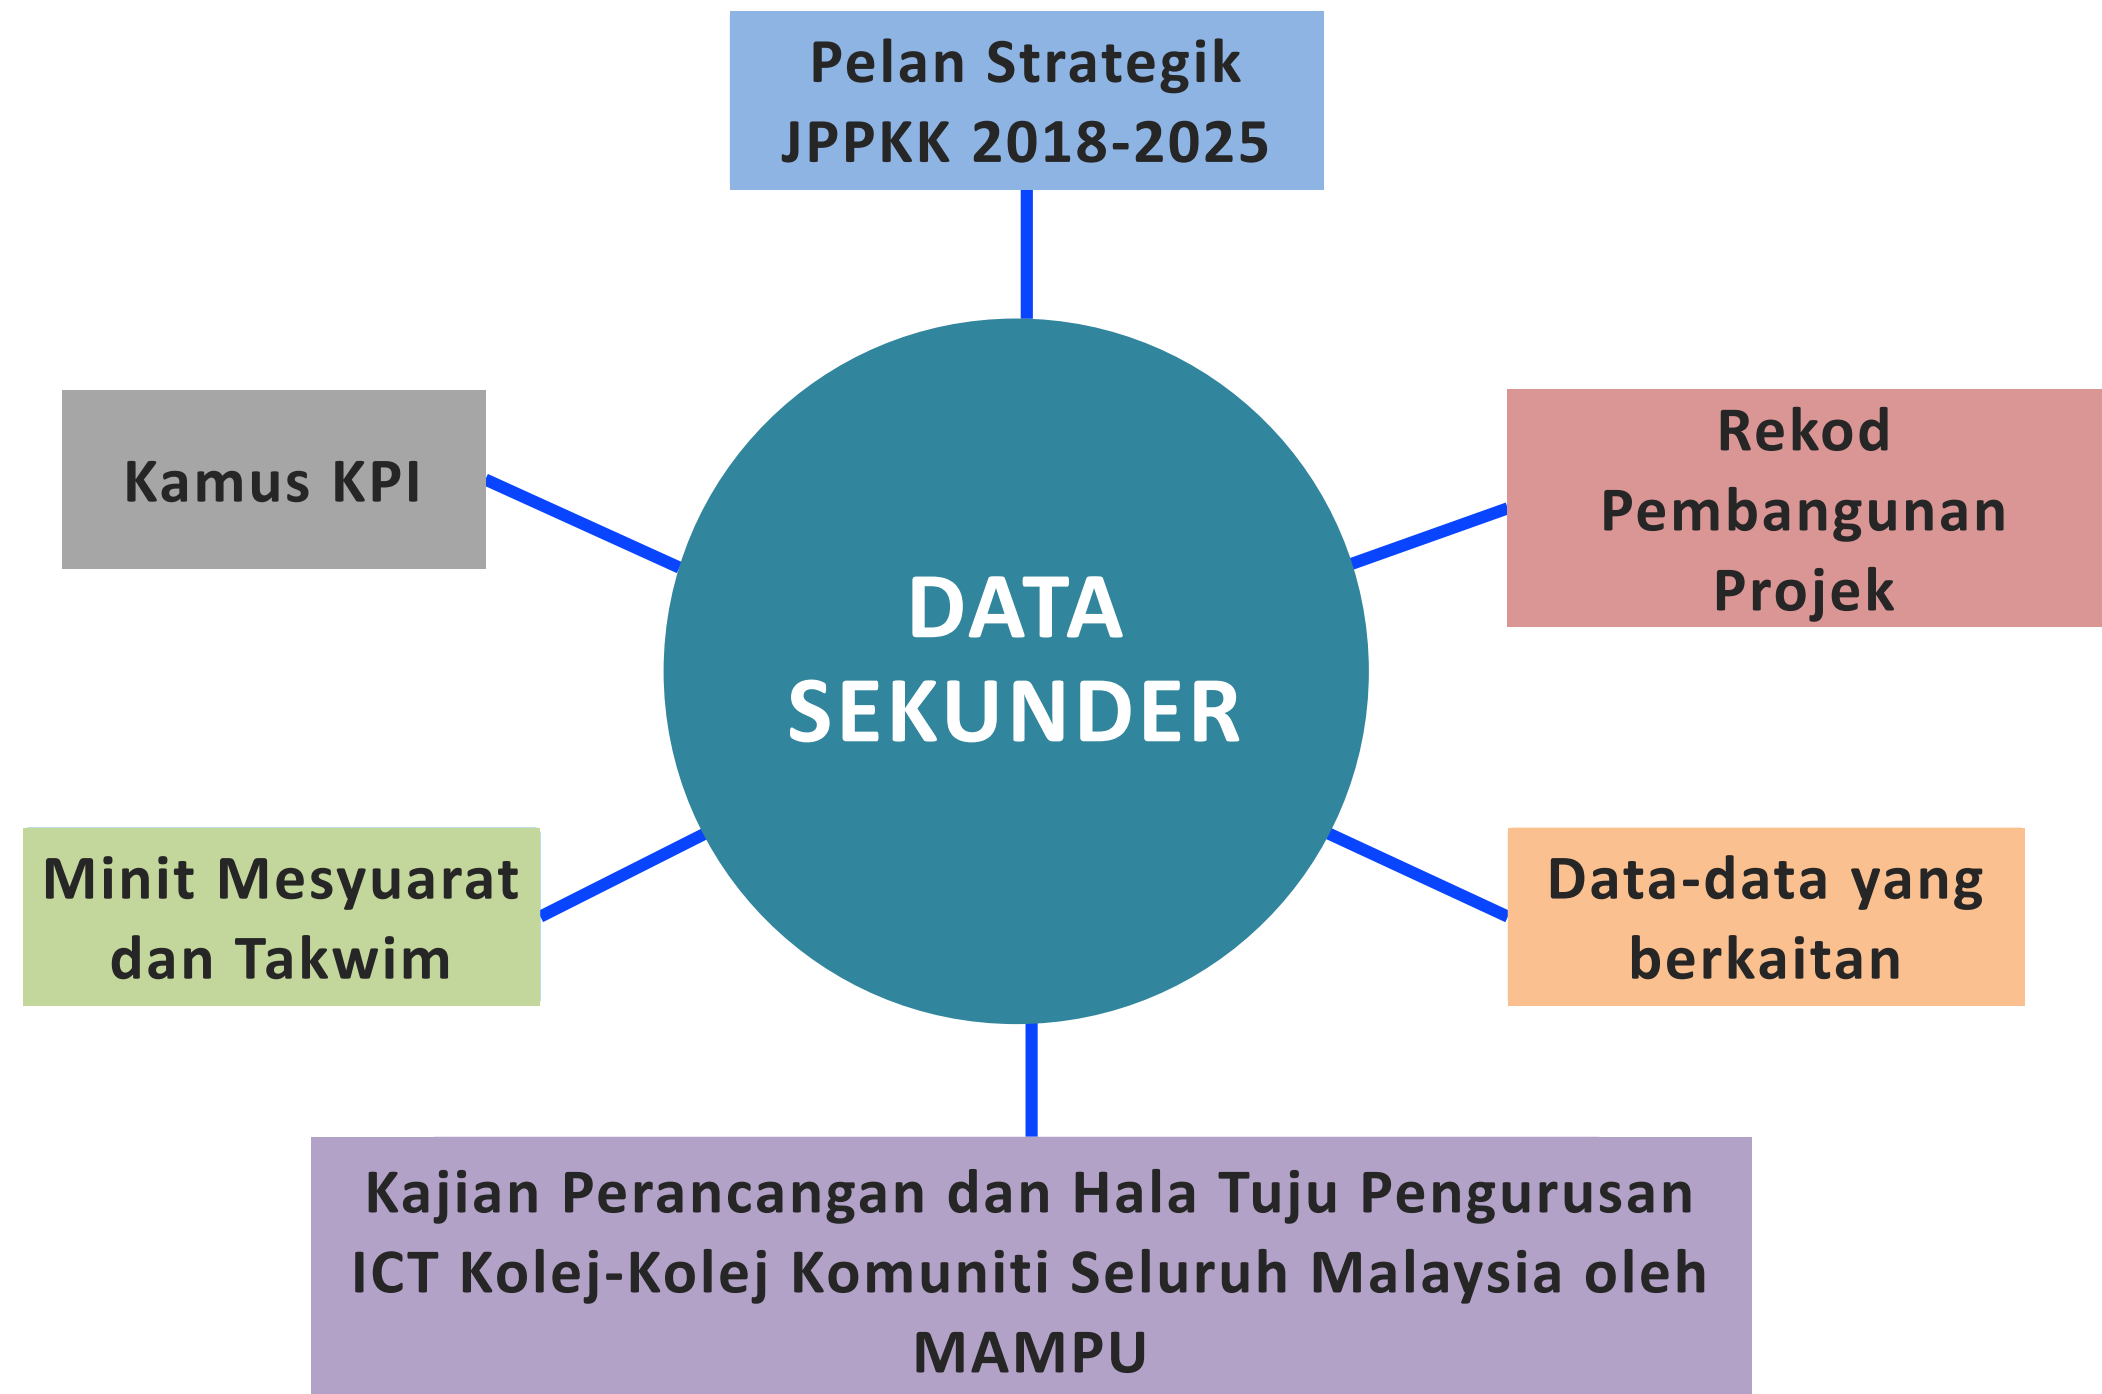 Pelan Strategik
JPPKK 2018-2025
Kamus KPI
Rekod
Pembangunan
Projek
DATA
SEKUNDER
Minit Mesyuarat
dan Takwim
Data-data yang
berkaitan
Kajian Perancangan dan Hala Tuju Pengurusan
ICT Kolej-Kolej Komuniti Seluruh Malaysia oleh
MAMPU